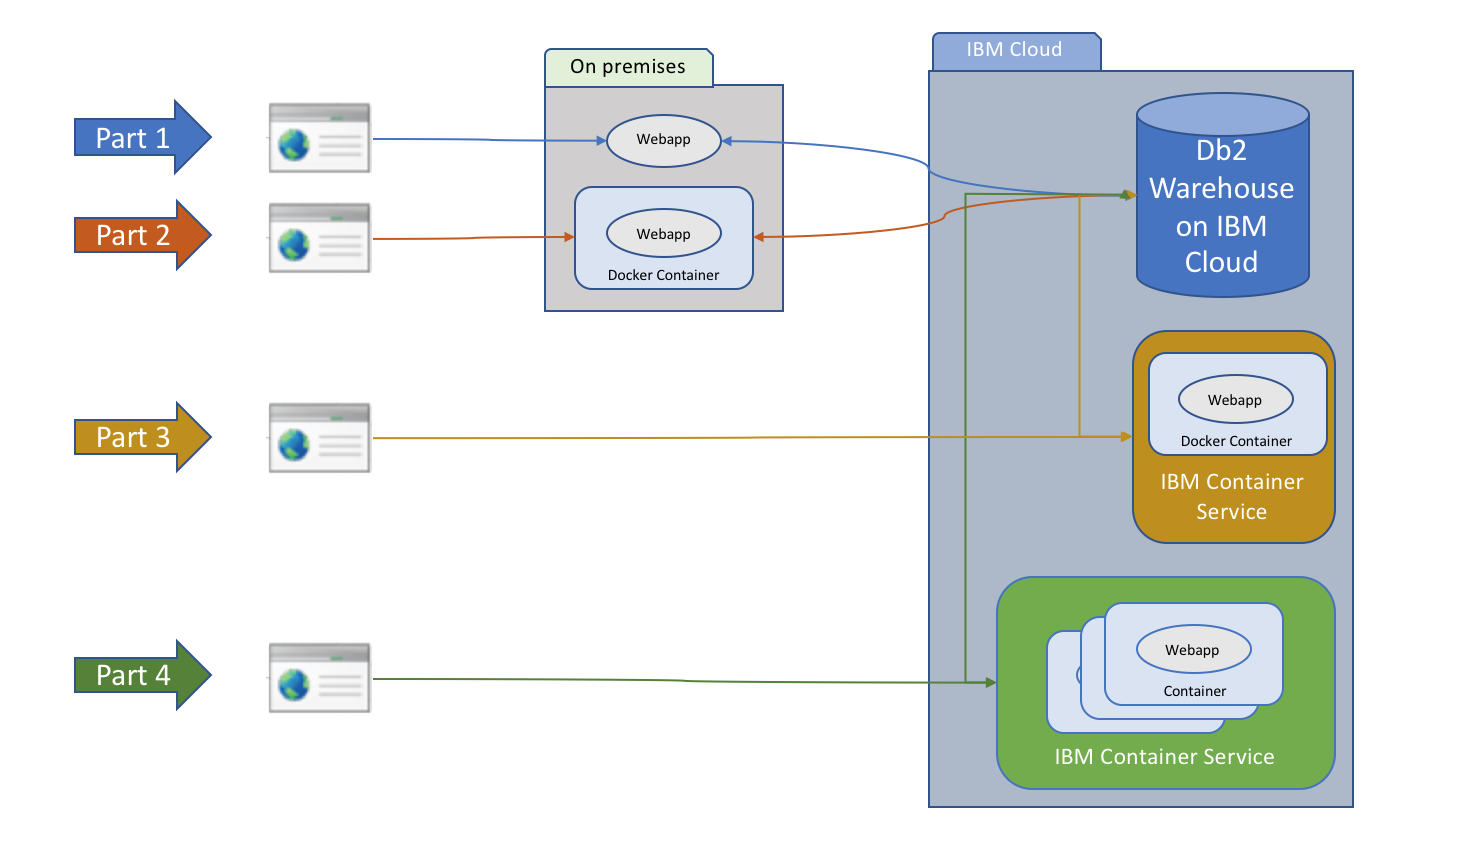 On premises
IBM Cloud
Part 1
Webapp
Db2
Warehouse
on IBM
Cloud
Part 2
Webapp
Docker Container
Part 3
Webapp
Docker Container
IBM Container
Service
Part 4
Webapp
Container
IBM Container Service